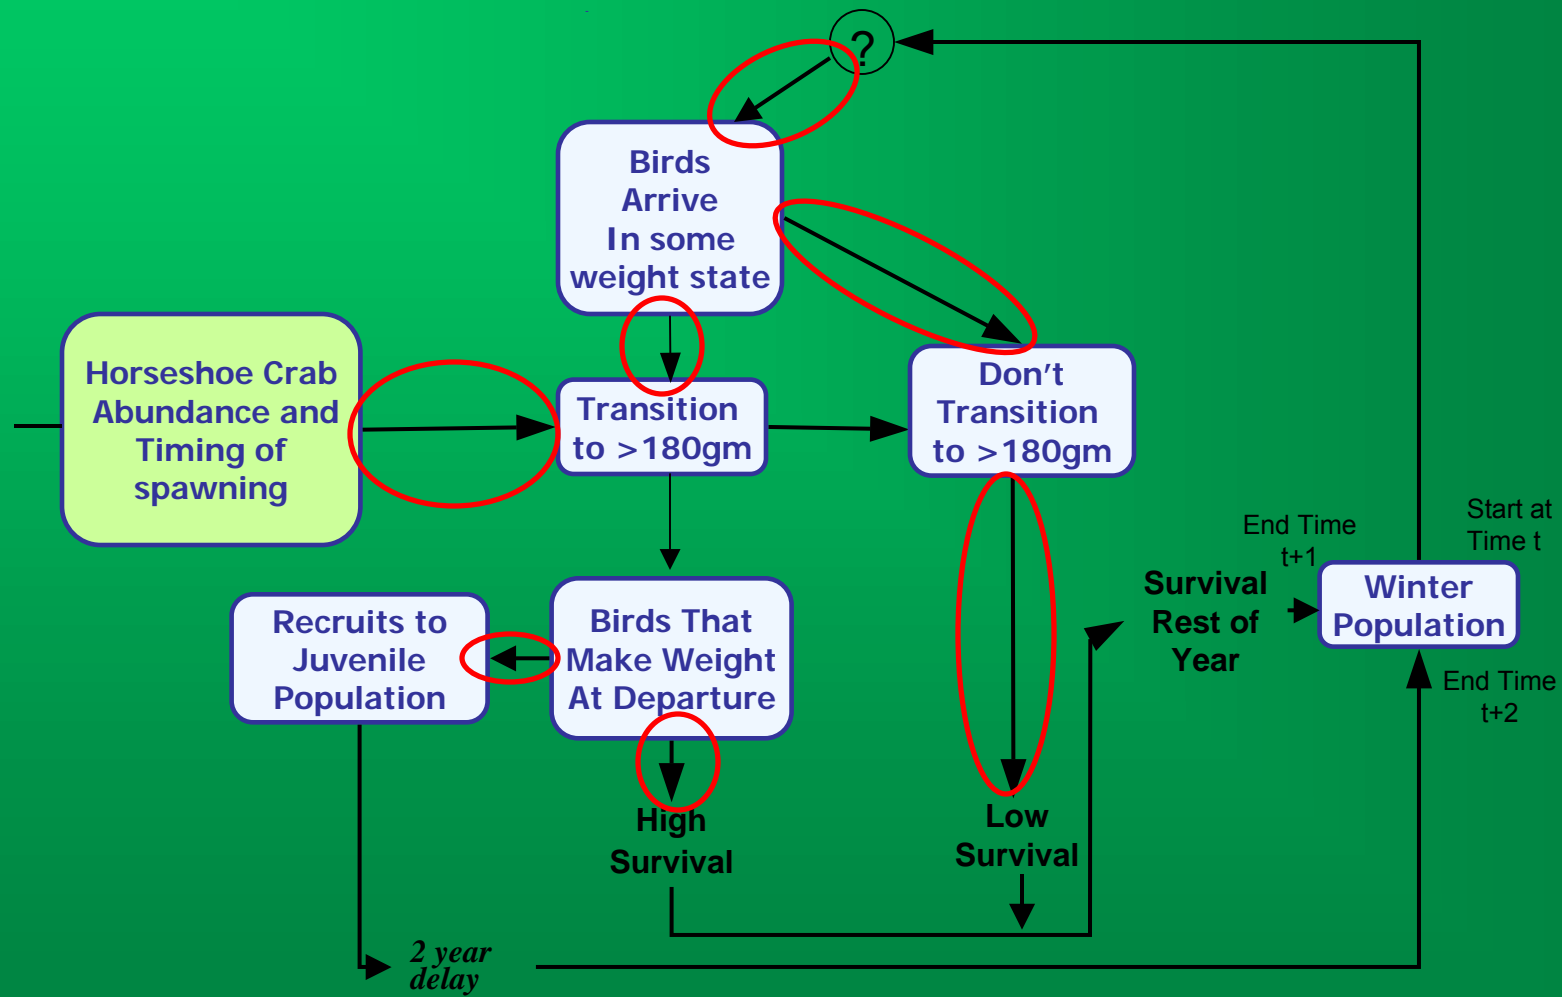 ?
Birds
Arrive
In some
weight state
Horseshoe Crab
Abundance and
Timing of
spawning
Transition
to >180gm
Don't
Transition
to >180gm
Start at
Time t
End Time
t+1
Survival
Rest of
Year
Winter
Population
End Time
t+2
Recruits to
Juvenile
Population
Birds That
Make Weight
At Departure
High
Survival
Low
Survival
2 year
delay